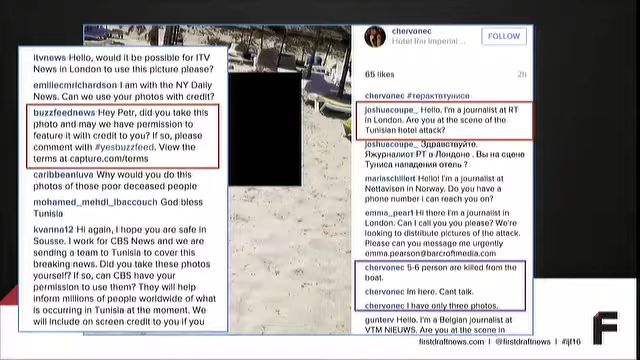 itvnews Hello, would it be possible for ITV
News in London to use this picture please?
emiliecmrichardson I am with the NY Daily
News. Can we use your photos with credit?
buzzfeednews Hey Petr, did you take this
photo and may we have permission to
feature it with credit to you? If so, please
comment with #yesbuzzfeed. View the
terms at capture.com/terms
caribbeanluva Why would you do this
photos of those poor deceased people
mohamed_mehdi_lbaccouch God bless
Tunisia
kvanna12 Hi again, I hope you are safe in
Sousse. I work for CBS News and we are
sending a team to Tunisia to cover this
breaking news. Did you take these photos
yourself? If so, can CBS have your
permission to use them? They will help
inform millions of people worldwide of what
is occurring in Tunisia at the moment. We
will include on screen credit to you if you
chervonec
Hotel Riu Imperial ...
FOLLOW
65 likes
2h
chervonec #терактвтунисе
joshuacoupe_ Hello. I'm a journalist at RT
in London. Are you at the scene of the
Tunisian hotel attack?
joshuacoupe_ Здравствуйте.
Яжурналист РТ в Лондоне . Вы на сцене
Туниса нападения отель ?
mariaschillert Hello! I'm a journalist at
Nettavisen in Norway. Do you have a
phone number I can reach you on?
emma_pear1 Hi there I'm a journalist in
London. Can I call you you please? We're
looking to distribute pictures of the attack.
Please can you message me urgently
emma.pearson@barcroftmedia.com
chervonec 5-6 person are killed from the
boat.
chervonec Im here. Cant talk.
chervonec I have only three photos.
gunterv Hello. I'm a Belgian journalist at
VTM NIEUWS. Are you at the scene in
F
firstdraftnews.com | @firstdraftnews | #ijf16